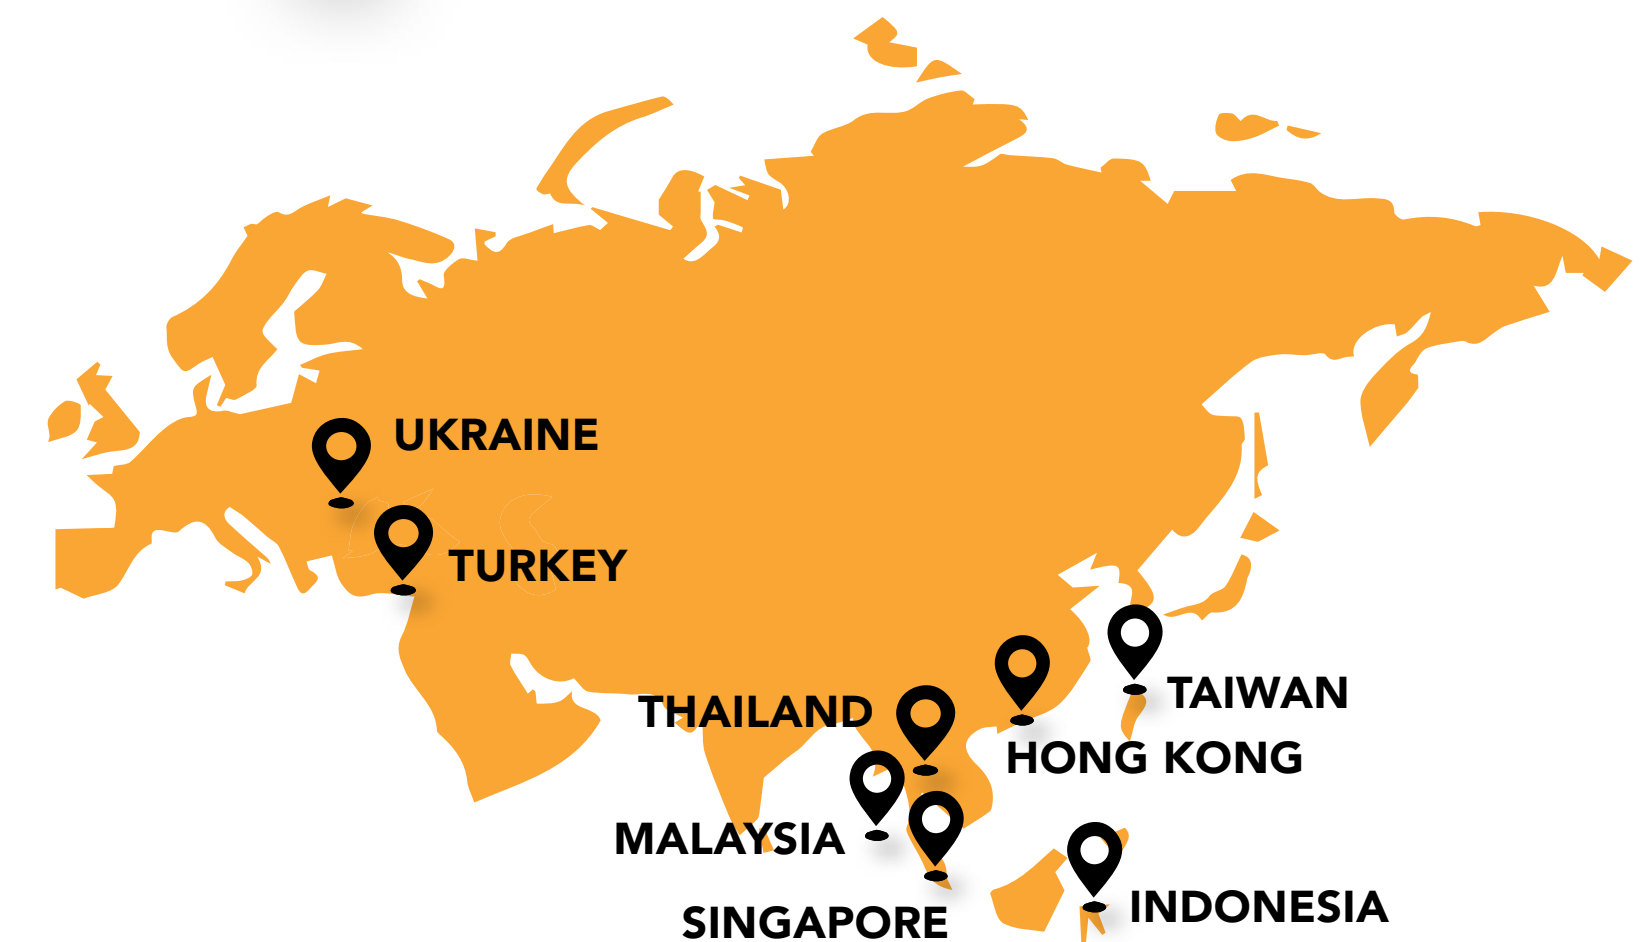 UKRAINE
TURKEY
TAIWAN
THAILAND
HONG KONG
MALAYSIA
INDONESIA
SINGAPORE